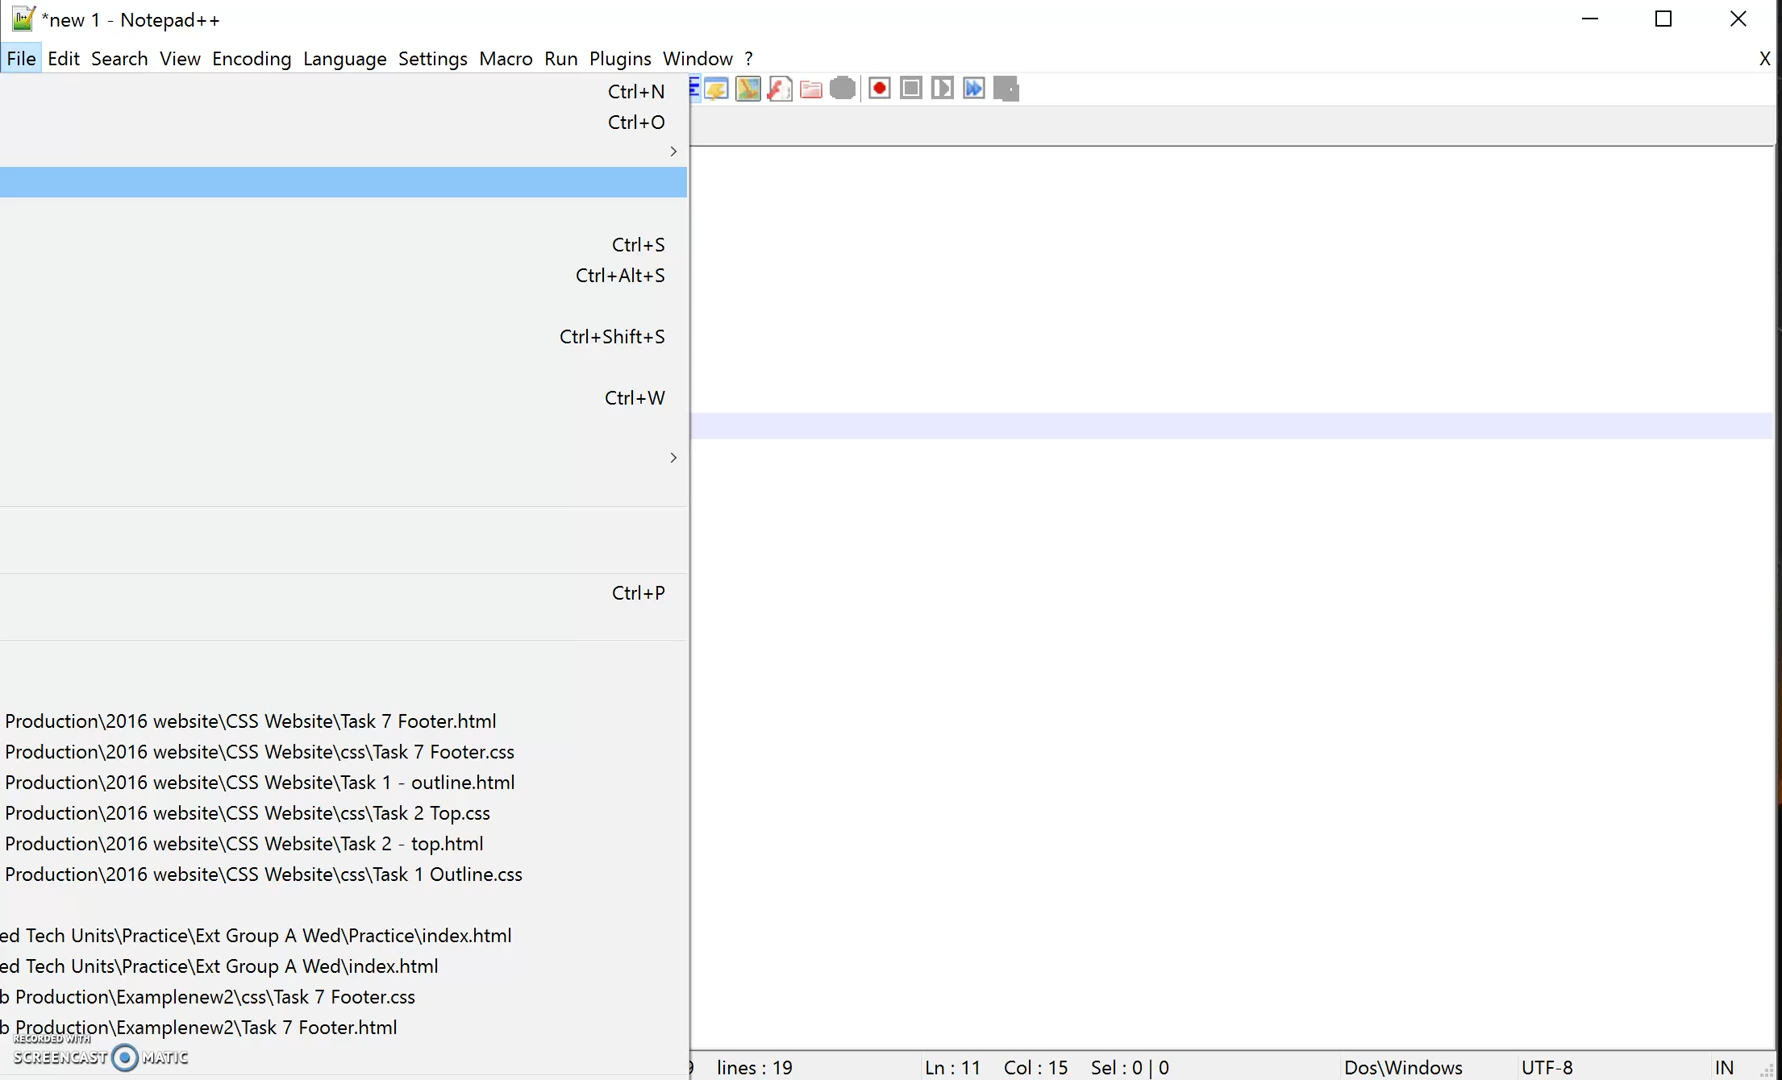 *new 1 - Notepad++
File Edit Search View Encoding Language Settings Macro Run Plugins Window ? X
Ctrl+N
Ctrl+O
Ctrl+S
Ctrl+Alt+S
Ctrl+Shift+S
Ctrl+W
Ctrl+P
Production\2016 website\CSS Website\Task 7 Footer.html
Production\2016 website\CSS Website\css\Task 7 Footer.css
Production\2016 website\CSS Website\Task 1 - outline.html
Production\2016 website\CSS Website\css\Task 2 Top.css
Production\2016 website\CSS Website\Task 2 - top.html
Production\2016 website\CSS Website\css\Task 1 Outline.css
ed Tech Units\Practice\Ext Group A Wed\Practice\index.html
ed Tech Units\Practice\Ext Group A Wed\index.html
b Production\Examplenew2\css\Task 7 Footer.css
b Production\Examplenew2\Task 7 Footer.html
RECORDED WITH
SCREENCAST MATIC
lines : 19 Ln : 11 Col : 15 Sel : 0 | 0 Dos\Windows UTF-8 IN